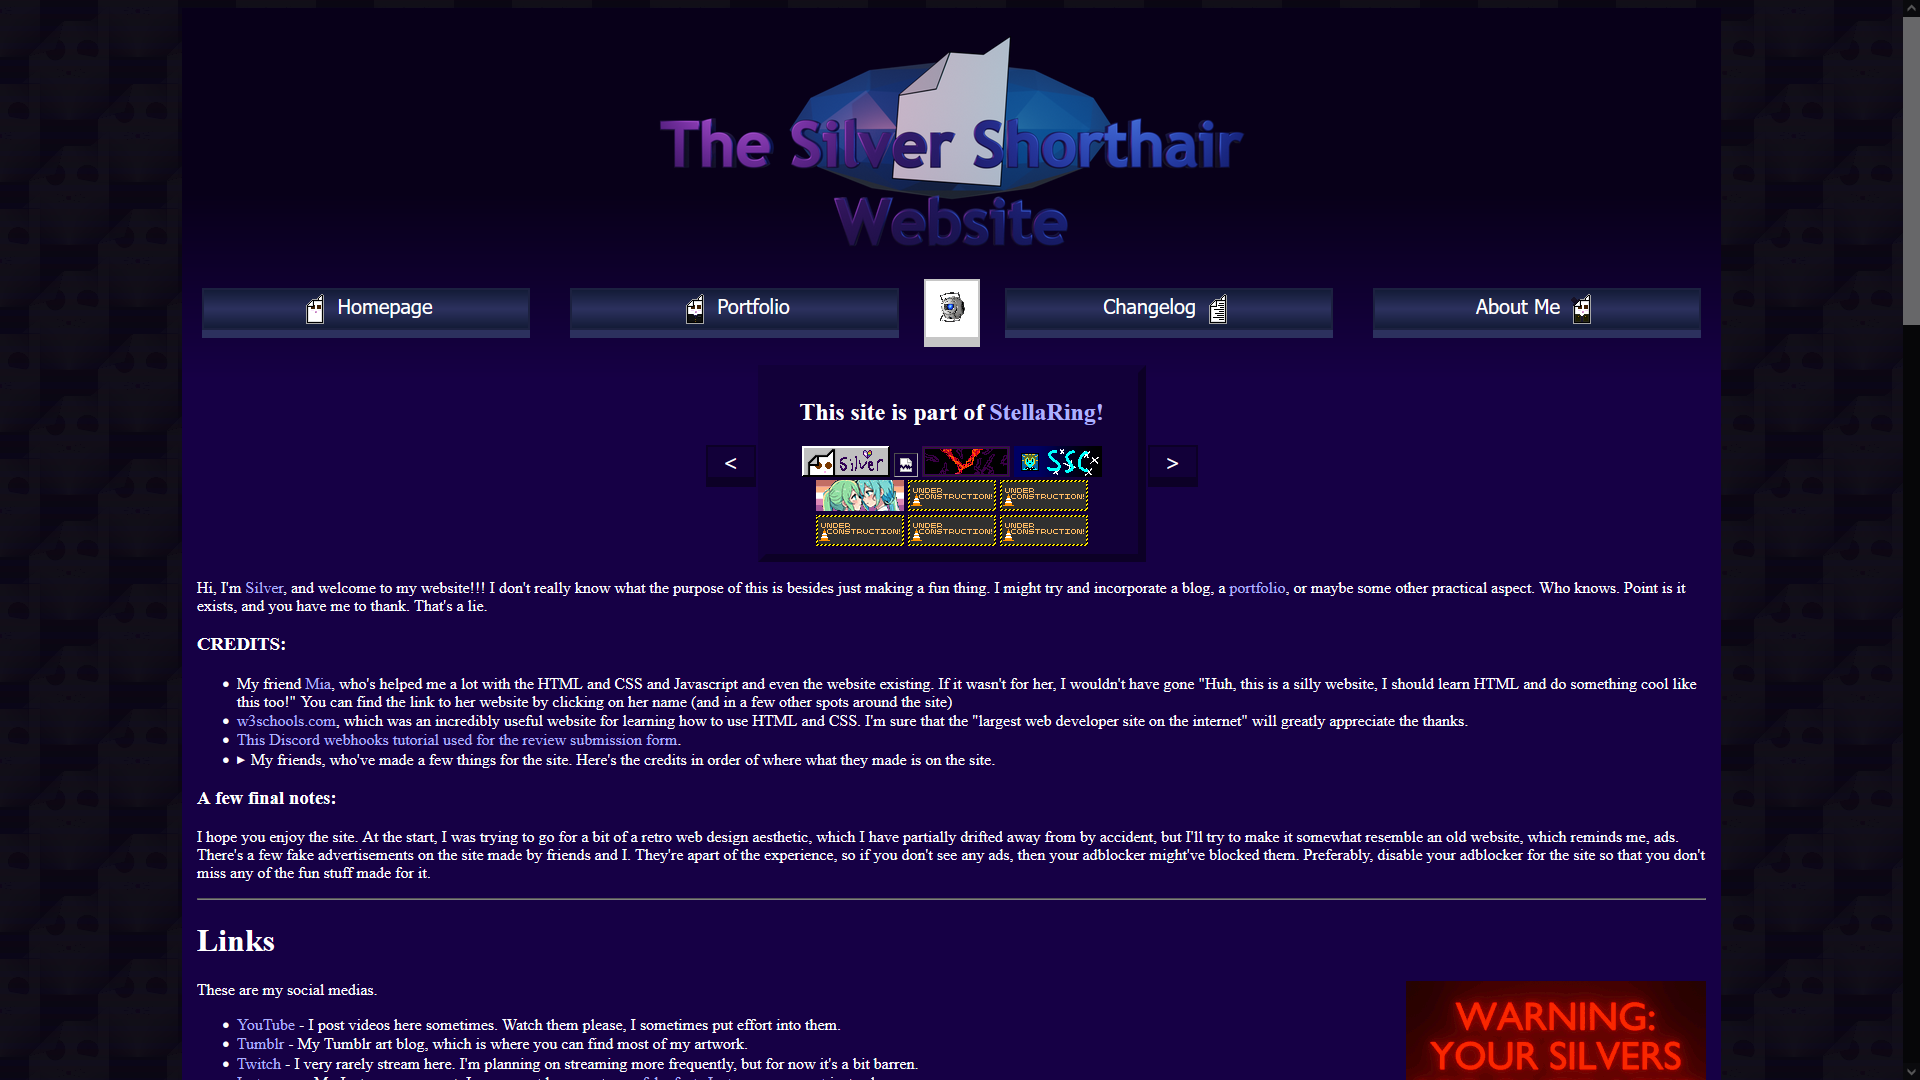 The Silver Shorthair
Website
Homepage
Portfolio
Changelog
About Me
This site is part of StellaRing!
<
Silver
SSC
>
UNDER CONSTRUCTION!
UNDER CONSTRUCTION!
UNDER CONSTRUCTION!
UNDER CONSTRUCTION!
UNDER CONSTRUCTION!
Hi, I'm Silver, and welcome to my website!!! I don't really know what the purpose of this is besides just making a fun thing. I might try and incorporate a blog, a portfolio, or maybe some other practical aspect. Who knows. Point is it
exists, and you have me to thank. That's a lie.
CREDITS:
• My friend Mia, who's helped me a lot with the HTML and CSS and Javascript and even the website existing. If it wasn't for her, I wouldn't have gone "Huh, this is a silly website, I should learn HTML and do something cool like
this too!" You can find the link to her website by clicking on her name (and in a few other spots around the site)
• w3schools.com, which was an incredibly useful website for learning how to use HTML and CSS. I'm sure that the "largest web developer site on the internet" will greatly appreciate the thanks.
• This Discord webhooks tutorial used for the review submission form.
• ▸ My friends, who've made a few things for the site. Here's the credits in order of where what they made is on the site.
A few final notes:
I hope you enjoy the site. At the start, I was trying to go for a bit of a retro web design aesthetic, which I have partially drifted away from by accident, but I'll try to make it somewhat resemble an old website, which reminds me, ads.
There's a few fake advertisements on the site made by friends and I. They're apart of the experience, so if you don't see any ads, then your adblocker might've blocked them. Preferably, disable your adblocker for the site so that you don't
miss any of the fun stuff made for it.
Links
These are my social medias.
• YouTube - I post videos here sometimes. Watch them please, I sometimes put effort into them.
• Tumblr - My Tumblr art blog, which is where you can find most of my artwork.
• Twitch - I very rarely stream here. I'm planning on streaming more frequently, but for now it's a bit barren.
WARNING:
YOUR SILVERS